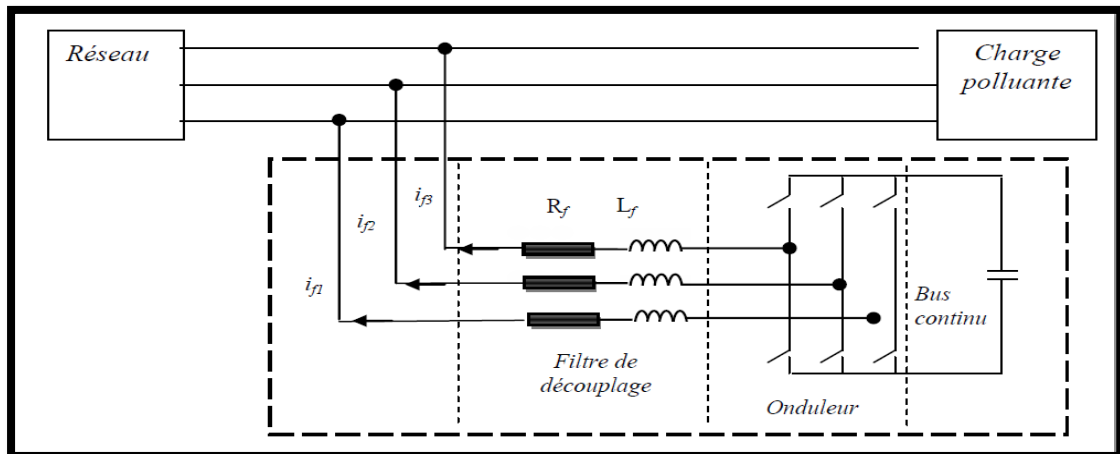 Réseau
Charge
polluante
i_f3
R_f
L_f
i_f2
i_f1
Bus
continu
Filtre de
découplage
Onduleur